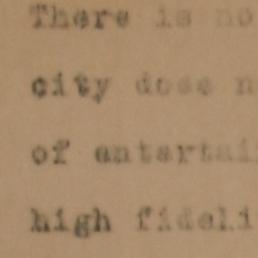 There is no
city does n
of entertai
high fideli